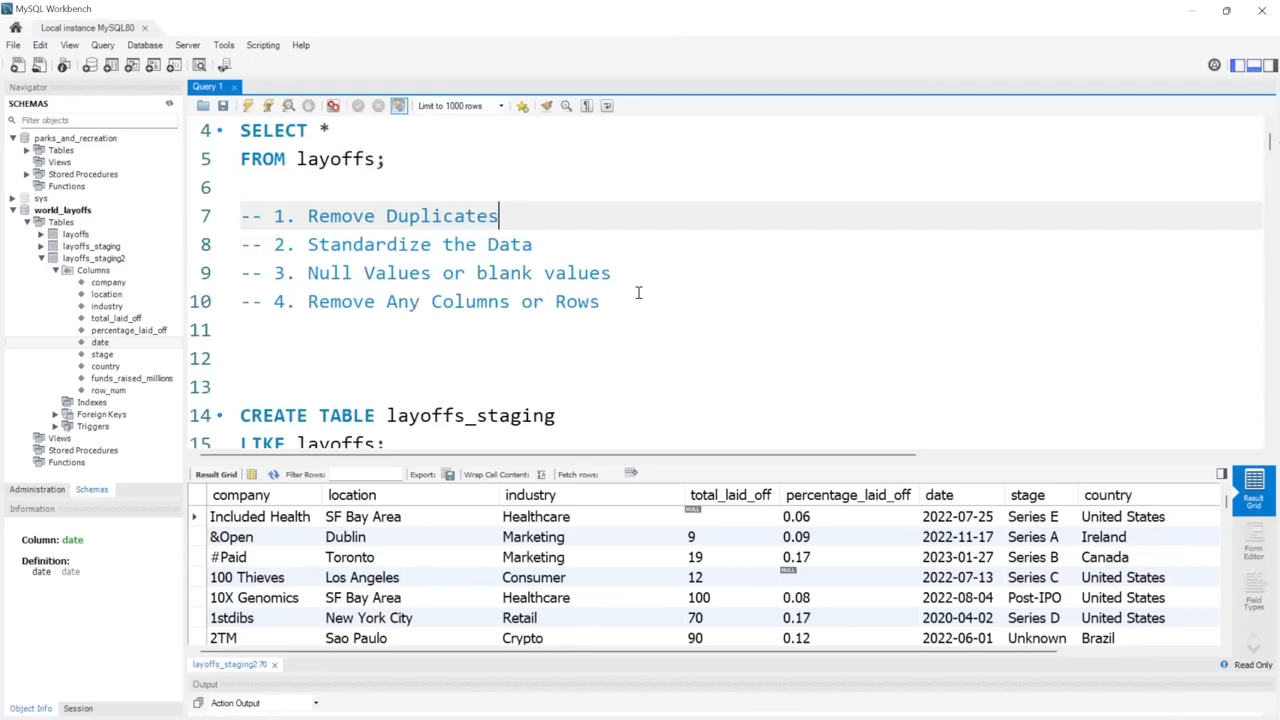 MySQL Workbench
Local instance MySQL80
File Edit View Query Database Server Tools Scripting Help
Navigator
SCHEMAS
Filter objects
parks_and_recreation
Tables
Views
Stored Procedures
Functions
sys
world_layoffs
Tables
layoffs
layoffs_staging
layoffs_staging2
Columns
company
location
industry
total_laid_off
percentage_laid_off
date
stage
country
funds_raised_millions
row_num
Indexes
Foreign Keys
Triggers
Views
Stored Procedures
Functions
Administration Schemas
Information
Column: date
Definition:
date date
Object Info Session
Query 1
Limit to 1000 rows
4 SELECT *
5 FROM layoffs;
6
7 -- 1. Remove Duplicates
8 -- 2. Standardize the Data
9 -- 3. Null Values or blank values
10 -- 4. Remove Any Columns or Rows
11
12
13
14 CREATE TABLE layoffs_staging
15 LIKE layoffs;
Result Grid Filter Rows: Export: Wrap Cell Content: Fetch rows:
company location industry total_laid_off percentage_laid_off date stage country
Included Health SF Bay Area Healthcare NULL 0.06 2022-07-25 Series E United States
&Open Dublin Marketing 9 0.09 2022-11-17 Series A Ireland
#Paid Toronto Marketing 19 0.17 2023-01-27 Series B Canada
100 Thieves Los Angeles Consumer 12 NULL 2022-07-13 Series C United States
10X Genomics SF Bay Area Healthcare 100 0.08 2022-08-04 Post-IPO United States
1stdibs New York City Retail 70 0.17 2020-04-02 Series D United States
2TM Sao Paulo Crypto 90 0.12 2022-06-01 Unknown Brazil
Result Grid
Form Editor
Field Types
layoffs_staging2 70
Read Only
Output
Action Output